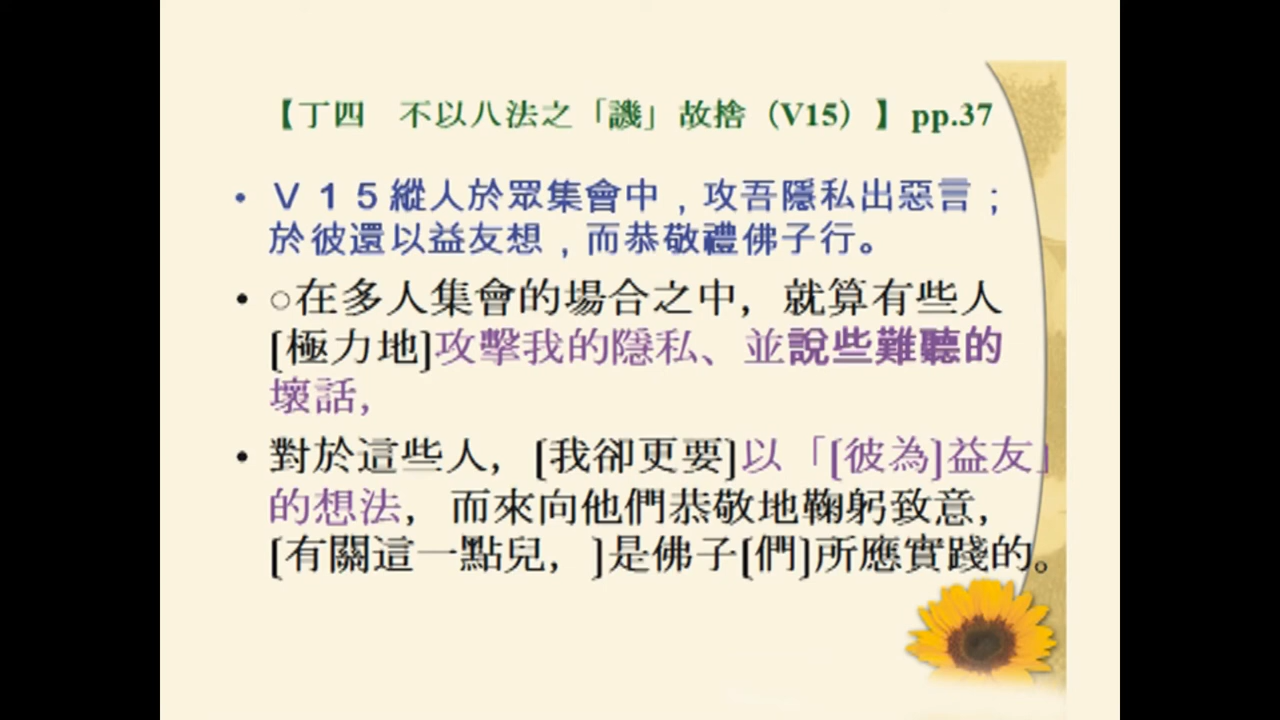 【丁四　不以八法之「譏」故捨（V15）】pp.37
• Ｖ１５縱人於眾集會中，攻吾隱私出惡言；
於彼還以益友想，而恭敬禮佛子行。
• ○在多人集會的場合之中，就算有些人
[極力地]攻擊我的隱私、並說些難聽的
壞話，
• 對於這些人，[我卻更要]以「[彼為]益友」
的想法，而來向他們恭敬地鞠躬致意，
[有關這一點兒，]是佛子[們]所應實踐的。